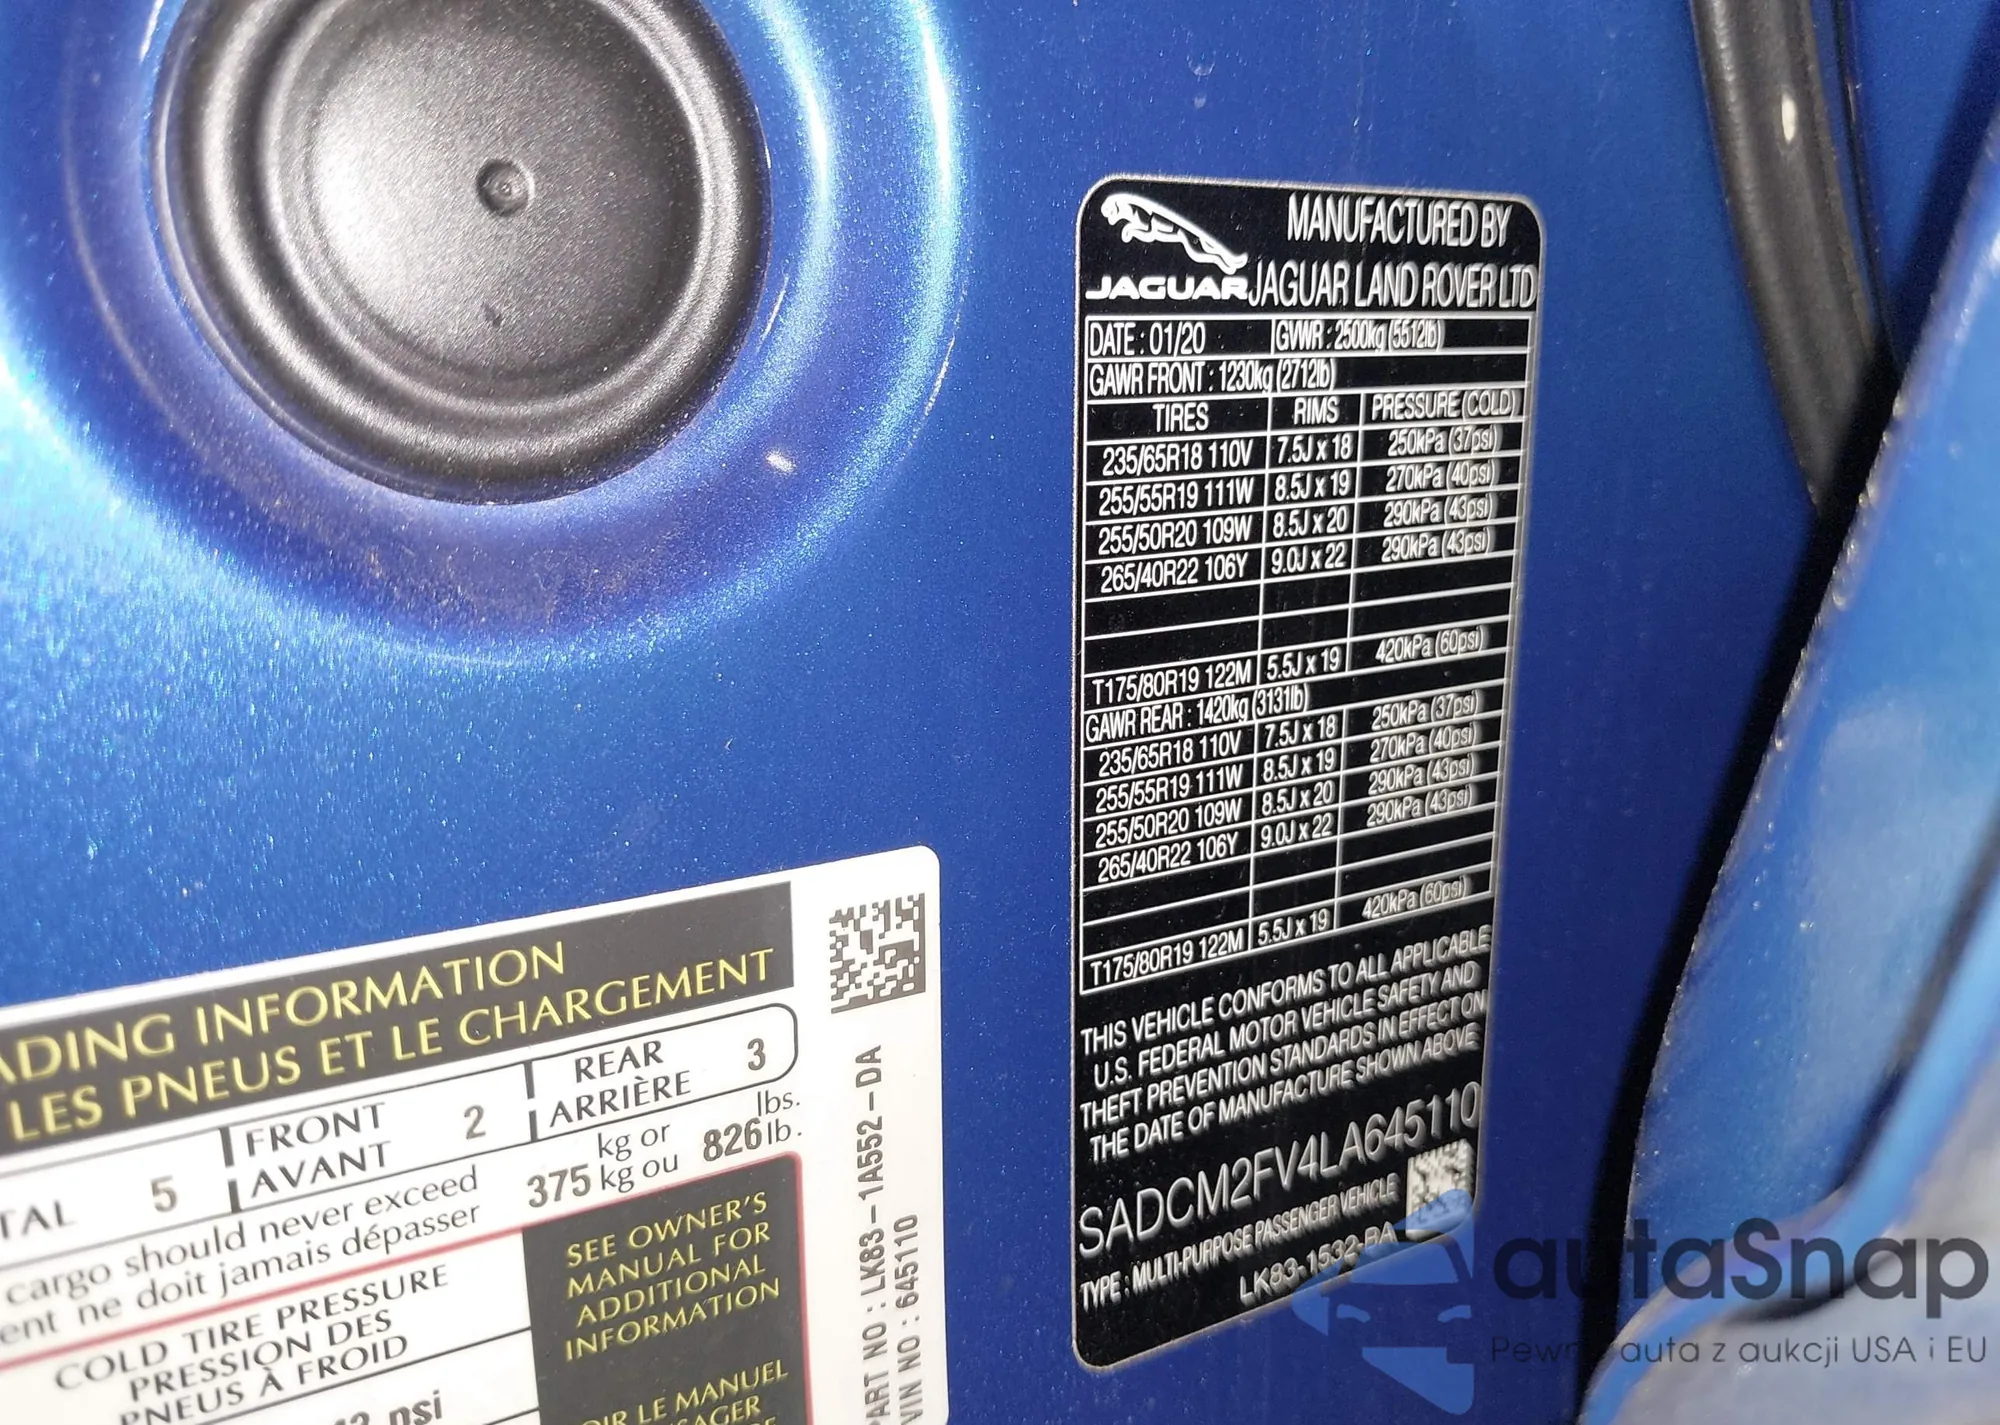 JAGUAR
MANUFACTURED BY
JAGUAR LAND ROVER LTD
DATE : 01/20 GVWR : 2500kg (5512lb)
GAWR FRONT : 1230kg (2712lb)
TIRES RIMS PRESSURE (COLD)
235/65R18 110V 7.5J x 18 250kPa (37psi)
255/55R19 111W 8.5J x 19 270kPa (40psi)
255/50R20 109W 8.5J x 20 290kPa (43psi)
265/40R22 106Y 9.0J x 22 290kPa (43psi)
T175/80R19 122M 5.5J x 19 420kPa (60psi)
GAWR REAR : 1420kg (3131lb)
235/65R18 110V 7.5J x 18 250kPa (37psi)
255/55R19 111W 8.5J x 19 270kPa (40psi)
255/50R20 109W 8.5J x 20 290kPa (43psi)
265/40R22 106Y 9.0J x 22 290kPa (43psi)
T175/80R19 122M 5.5J x 19 420kPa (60psi)
THIS VEHICLE CONFORMS TO ALL APPLICABLE
U.S. FEDERAL MOTOR VEHICLE SAFETY AND
THEFT PREVENTION STANDARDS IN EFFECT ON
THE DATE OF MANUFACTURE SHOWN ABOVE
SADCM2FV4LA645110
TYPE : MULTI-PURPOSE PASSENGER VEHICLE
LK83-1532-BA
ADING INFORMATION
LES PNEUS ET LE CHARGEMENT
TAL 5 FRONT AVANT 2 REAR ARRIÈRE 3
cargo should never exceed 375 kg or 826 lbs.
ent ne doit jamais dépasser kg ou lb.
COLD TIRE PRESSURE
PRESSION DES
PNEUS À FROID
psi
SEE OWNER'S
MANUAL FOR
ADDITIONAL
INFORMATION
OIR LE MANUEL
SAGER
PART NO : LK83-1A552-DA
VIN NO : 645110
autaSnap
Pewne auta z aukcji USA i EU